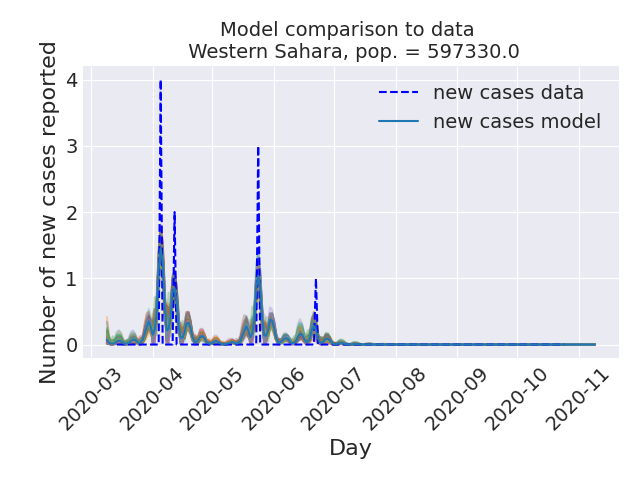 Model comparison to data
Western Sahara, pop. = 597330.0
Number of new cases reported
4
3
2
1
0
new cases data
new cases model
2020-03
2020-04
2020-05
2020-06
2020-07
2020-08
2020-09
2020-10
2020-11
Day